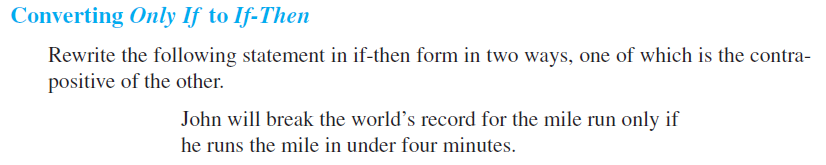 Converting Only If to If-Then
Rewrite the following statement in if-then form in two ways, one of which is the contra-
positive of the other.
John will break the world’s record for the mile run only if
he runs the mile in under four minutes.